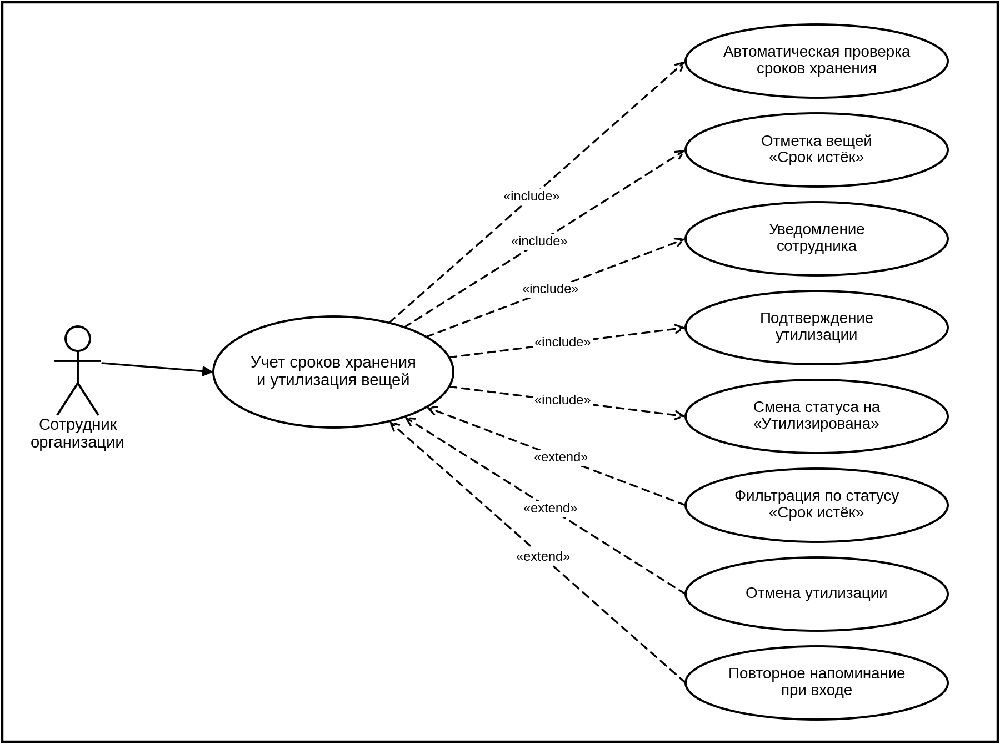 Автоматическая проверка
сроков хранения
Отметка вещей
«Срок истёк»
«include»
«include»
Уведомление
сотрудника
«include»
Подтверждение
утилизации
«include»
Учет сроков хранения
и утилизация вещей
«include»
Смена статуса на
«Утилизирована»
Сотрудник
организации
«extend»
Фильтрация по статусу
«Срок истёк»
«extend»
«extend»
Отмена утилизации
Повторное напоминание
при входе